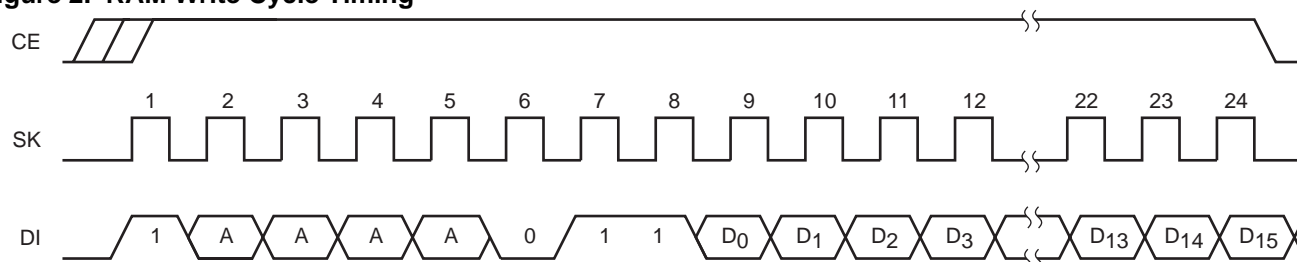 Figure 2. RAM Write Cycle Timing
CE
1 2 3 4 5 6 7 8 9 10 11 12 22 23 24
SK
DI 1 A A A A 0 1 1 D0 D1 D2 D3 D13 D14 D15